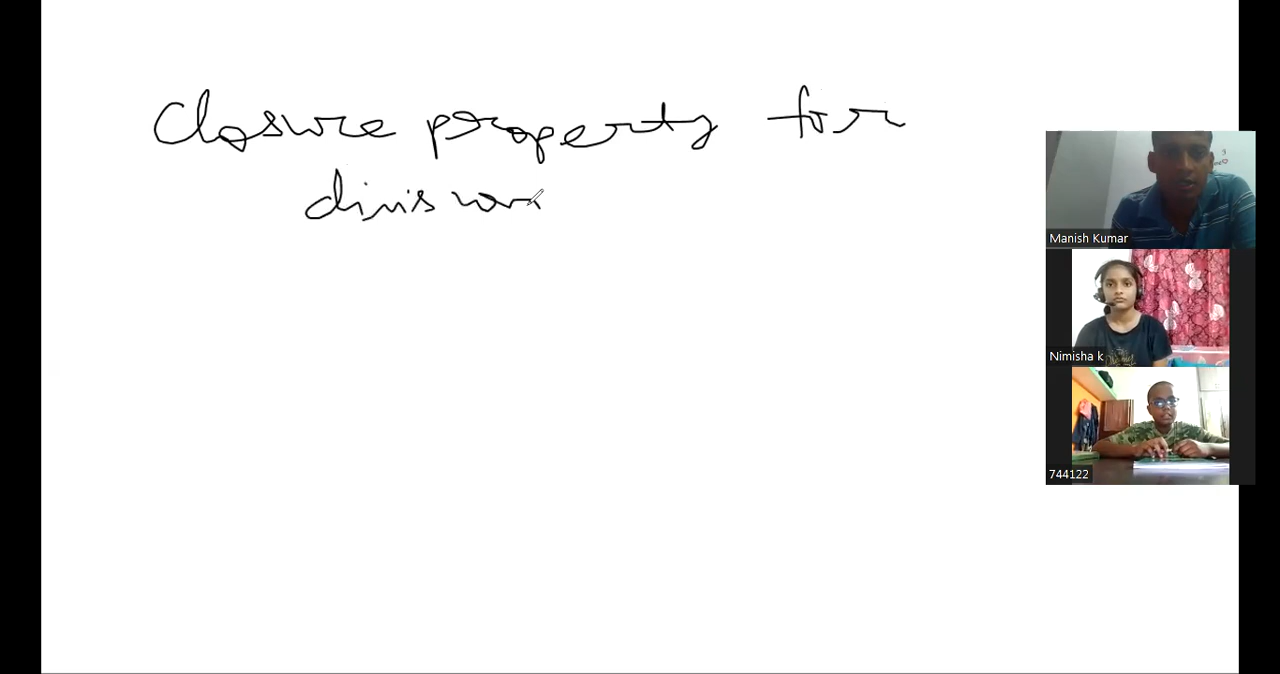 Closure property for
division
Manish Kumar
Nimisha k
744122